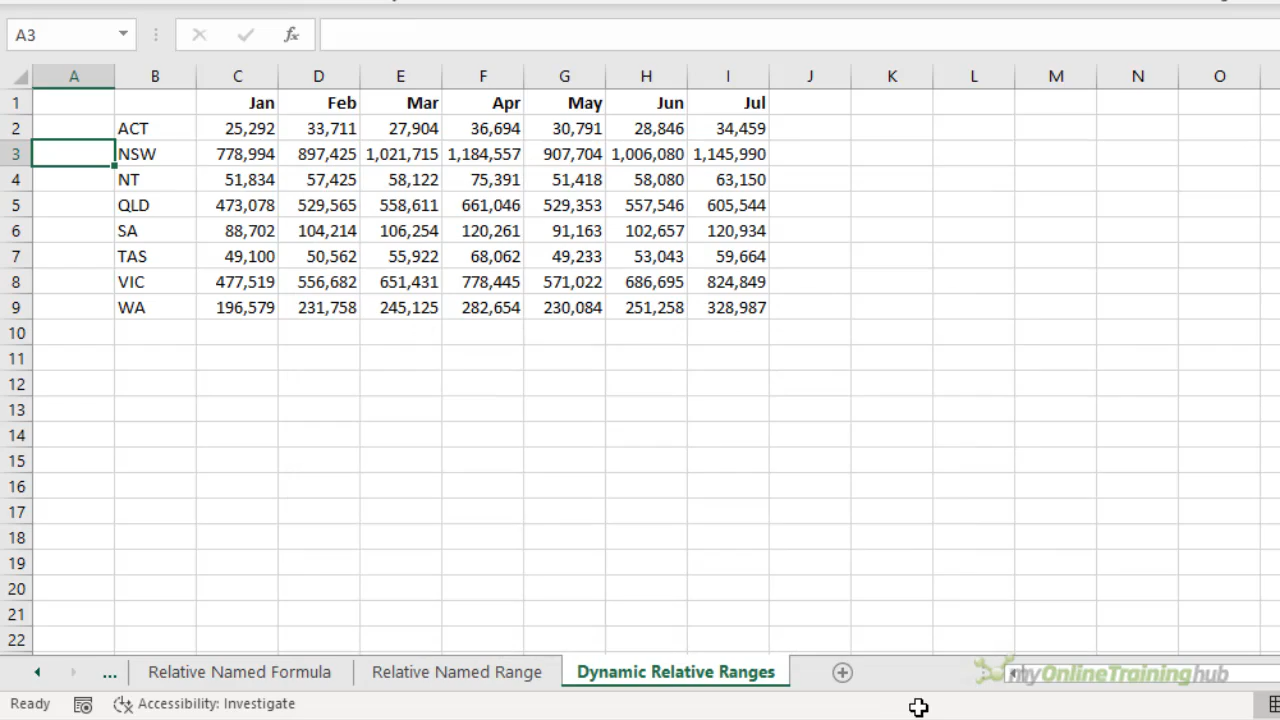 A3
fx
A B C D E F G H I J K L M N O
1 Jan Feb Mar Apr May Jun Jul
2 ACT 25,292 33,711 27,904 36,694 30,791 28,846 34,459
3 NSW 778,994 897,425 1,021,715 1,184,557 907,704 1,006,080 1,145,990
4 NT 51,834 57,425 58,122 75,391 51,418 58,080 63,150
5 QLD 473,078 529,565 558,611 661,046 529,353 557,546 605,544
6 SA 88,702 104,214 106,254 120,261 91,163 102,657 120,934
7 TAS 49,100 50,562 55,922 68,062 49,233 53,043 59,664
8 VIC 477,519 556,682 651,431 778,445 571,022 686,695 824,849
9 WA 196,579 231,758 245,125 282,654 230,084 251,258 328,987
10
11
12
13
14
15
16
17
18
19
20
21
22
... Relative Named Formula Relative Named Range Dynamic Relative Ranges
myOnlineTraininghub
Ready Accessibility: Investigate